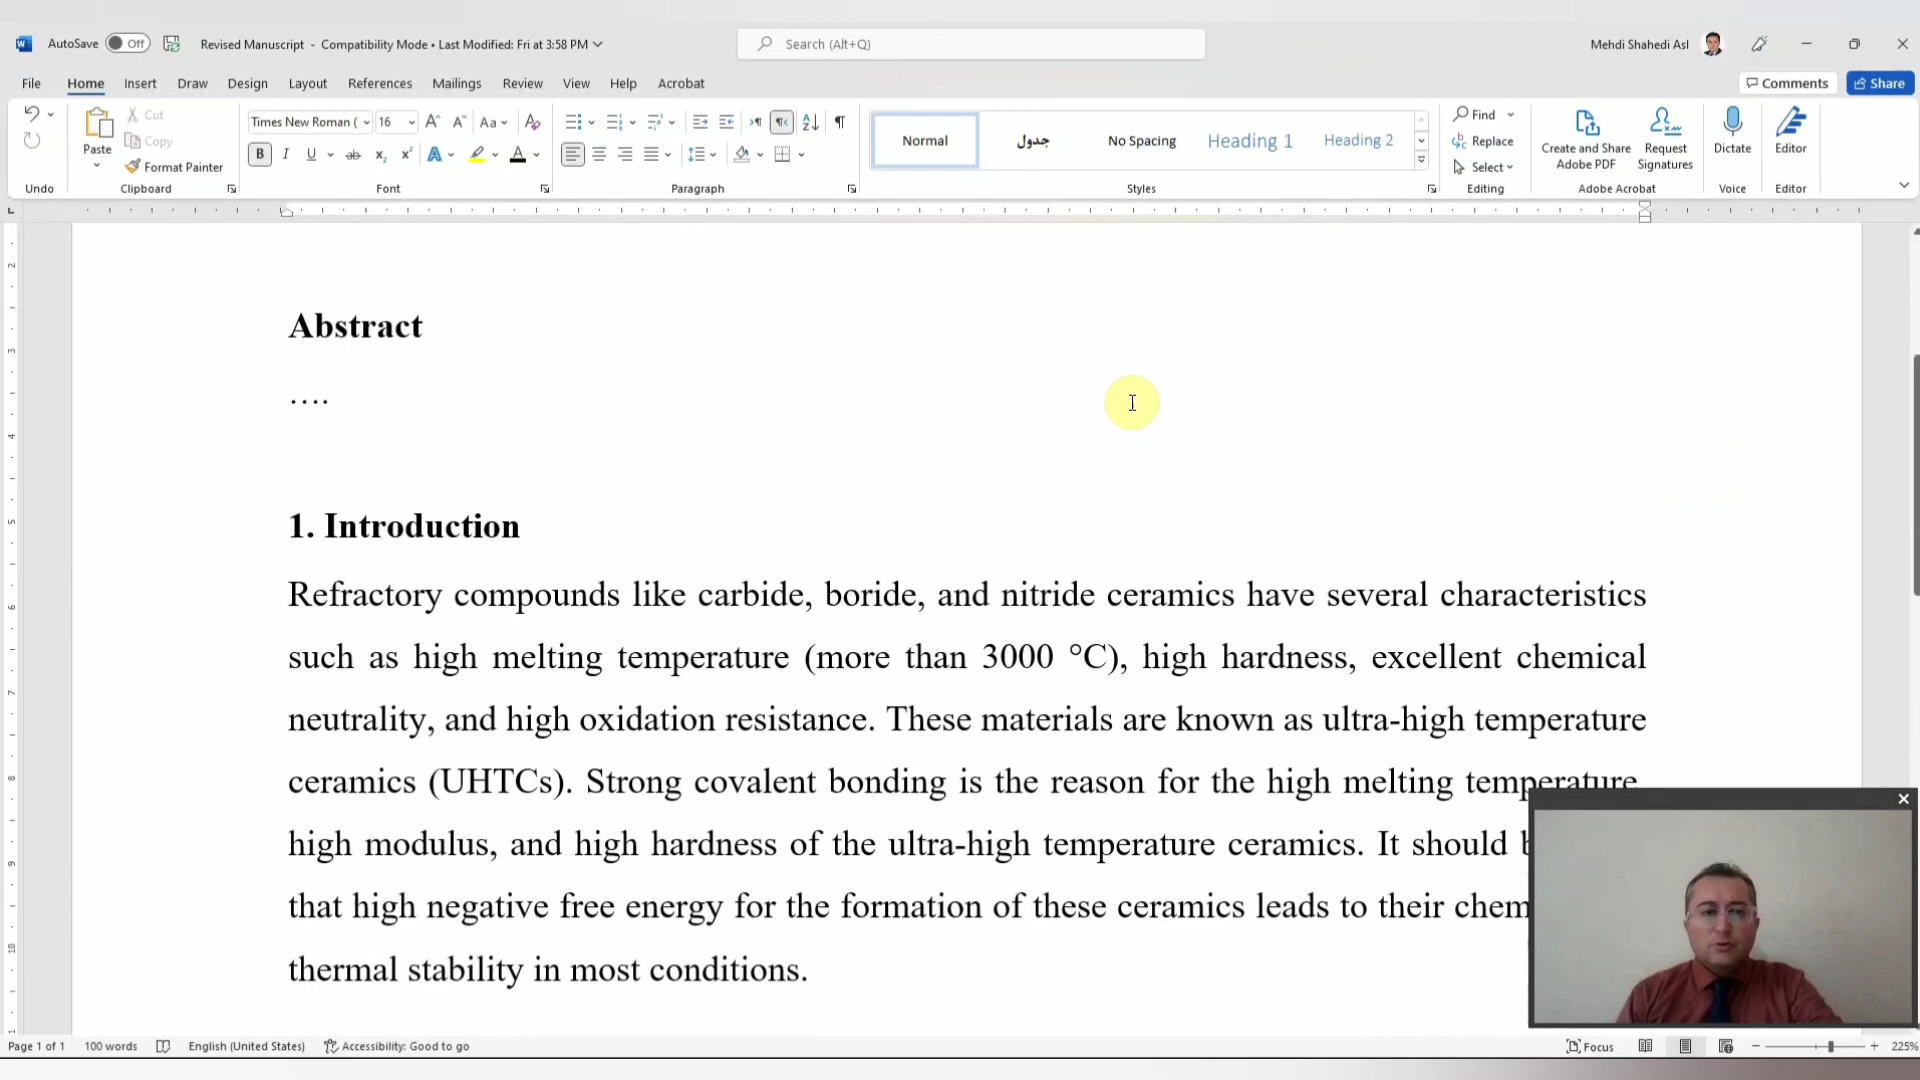 AutoSave Off Revised Manuscript - Compatibility Mode • Last Modified: Fri at 3:58 PM Search (Alt+Q) Mehdi Shahedi Asl
File Home Insert Draw Design Layout References Mailings Review View Help Acrobat Comments Share
Times New Roman ( 16 Aa
Paste Cut
Copy
Format Painter
Normal جدول No Spacing Heading 1 Heading 2
Find
Replace
Select
Create and Share
Adobe PDF
Request
Signatures
Dictate Editor
Undo Clipboard Font Paragraph Styles Editing Adobe Acrobat Voice Editor
Abstract
....
1. Introduction
Refractory compounds like carbide, boride, and nitride ceramics have several characteristics
such as high melting temperature (more than 3000 °C), high hardness, excellent chemical
neutrality, and high oxidation resistance. These materials are known as ultra-high temperature
ceramics (UHTCs). Strong covalent bonding is the reason for the high melting temperature,
high modulus, and high hardness of the ultra-high temperature ceramics. It should
that high negative free energy for the formation of these ceramics leads to their chem
thermal stability in most conditions.
Page 1 of 1 100 words English (United States) Accessibility: Good to go Focus 225%